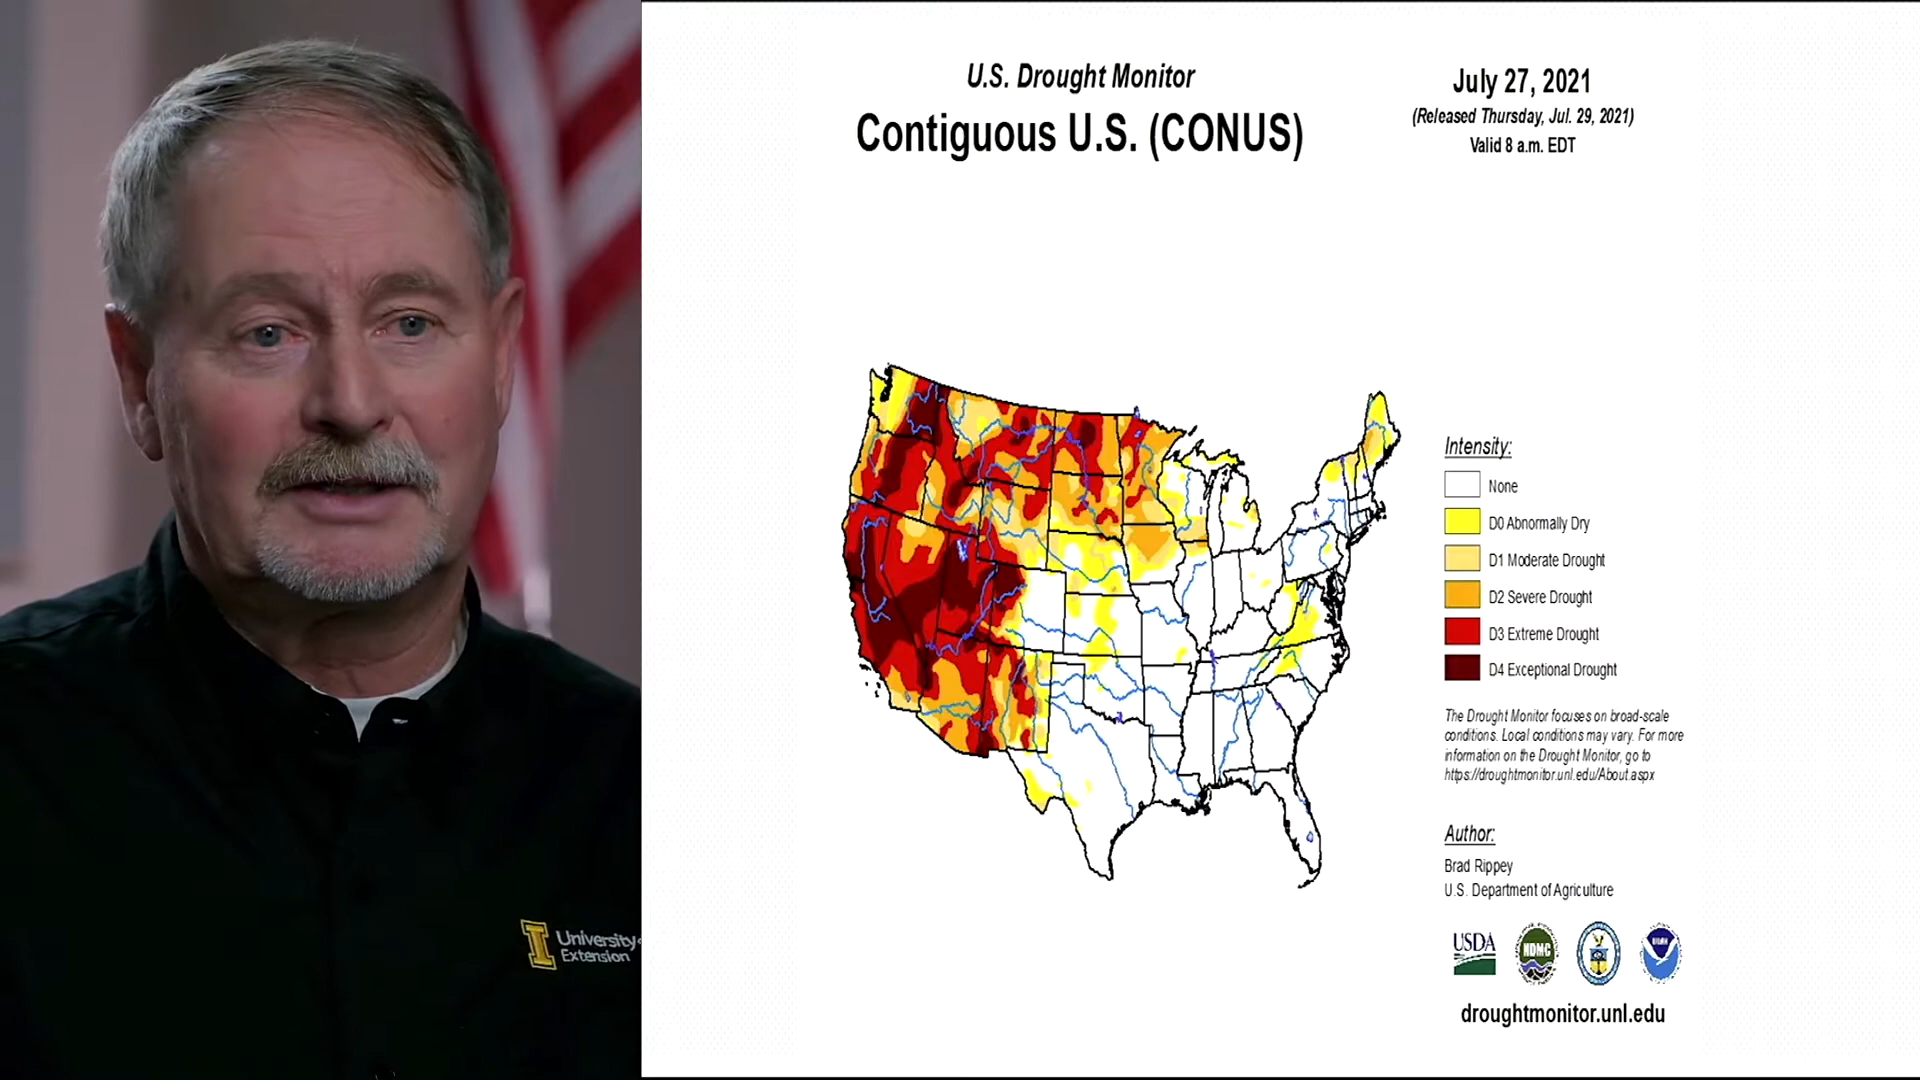 U.S. Drought Monitor
Contiguous U.S. (CONUS)
July 27, 2021
(Released Thursday, Jul. 29, 2021)
Valid 8 a.m. EDT
Intensity:
None
D0 Abnormally Dry
D1 Moderate Drought
D2 Severe Drought
D3 Extreme Drought
D4 Exceptional Drought
The Drought Monitor focuses on broad-scale
conditions. Local conditions may vary. For more
information on the Drought Monitor, go to
https://droughtmonitor.unl.edu/About.aspx
Author:
Brad Rippey
U.S. Department of Agriculture
USDA
NDMC
droughtmonitor.unl.edu
I University
Extension